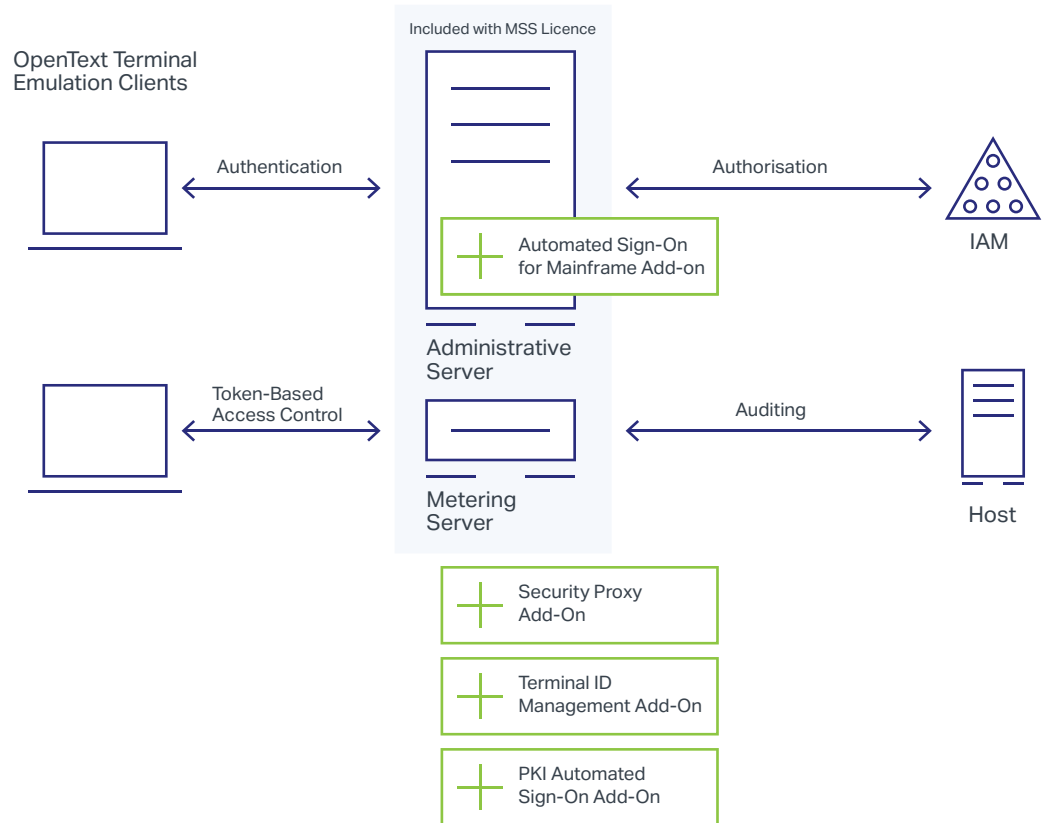 Included with MSS Licence
OpenText Terminal
Emulation Clients
Authentication
Authorisation
IAM
Automated Sign-On
for Mainframe Add-on
Administrative
Server
Token-Based
Access Control
Auditing
Metering
Server
Host
Security Proxy
Add-On
Terminal ID
Management Add-On
PKI Automated
Sign-On Add-On